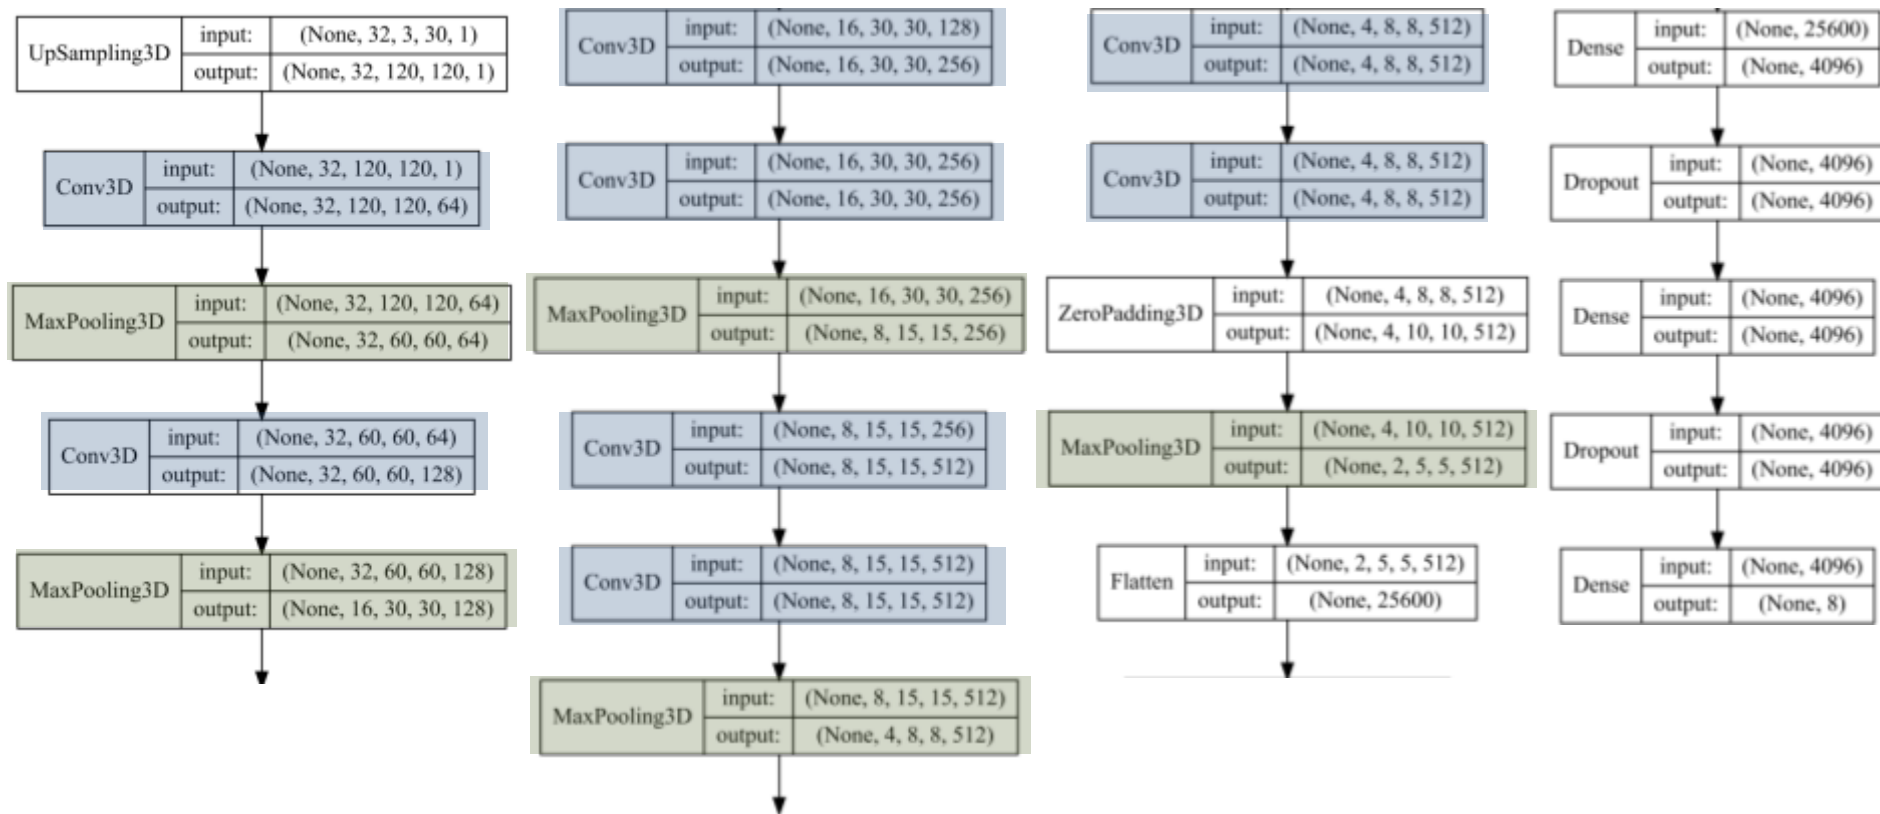 UpSampling3D
input: (None, 32, 3, 30, 1)
output: (None, 32, 120, 120, 1)
Conv3D
input: (None, 32, 120, 120, 1)
output: (None, 32, 120, 120, 64)
MaxPooling3D
input: (None, 32, 120, 120, 64)
output: (None, 32, 60, 60, 64)
Conv3D
input: (None, 32, 60, 60, 64)
output: (None, 32, 60, 60, 128)
MaxPooling3D
input: (None, 32, 60, 60, 128)
output: (None, 16, 30, 30, 128)
Conv3D
input: (None, 16, 30, 30, 128)
output: (None, 16, 30, 30, 256)
Conv3D
input: (None, 16, 30, 30, 256)
output: (None, 16, 30, 30, 256)
MaxPooling3D
input: (None, 16, 30, 30, 256)
output: (None, 8, 15, 15, 256)
Conv3D
input: (None, 8, 15, 15, 256)
output: (None, 8, 15, 15, 512)
Conv3D
input: (None, 8, 15, 15, 512)
output: (None, 8, 15, 15, 512)
MaxPooling3D
input: (None, 8, 15, 15, 512)
output: (None, 4, 8, 8, 512)
Conv3D
input: (None, 4, 8, 8, 512)
output: (None, 4, 8, 8, 512)
Conv3D
input: (None, 4, 8, 8, 512)
output: (None, 4, 8, 8, 512)
ZeroPadding3D
input: (None, 4, 8, 8, 512)
output: (None, 4, 10, 10, 512)
MaxPooling3D
input: (None, 4, 10, 10, 512)
output: (None, 2, 5, 5, 512)
Flatten
input: (None, 2, 5, 5, 512)
output: (None, 25600)
Dense
input: (None, 25600)
output: (None, 4096)
Dropout
input: (None, 4096)
output: (None, 4096)
Dense
input: (None, 4096)
output: (None, 4096)
Dropout
input: (None, 4096)
output: (None, 4096)
Dense
input: (None, 4096)
output: (None, 8)